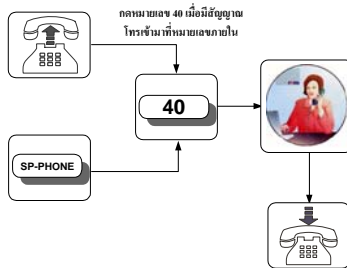 กดหมายเลข 40 เมื่อมีสัญญาณ
โทรเข้ามาที่หมายเลขภายใน
40
SP-PHONE